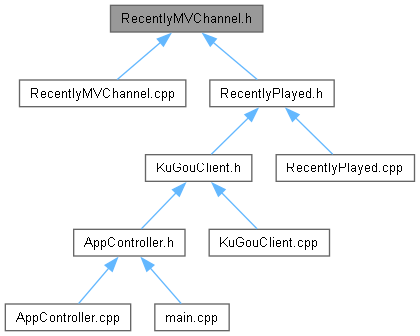 RecentlyMVChannel.h
RecentlyMVChannel.cpp
RecentlyPlayed.h
KuGouClient.h
RecentlyPlayed.cpp
AppController.h
KuGouClient.cpp
AppController.cpp
main.cpp